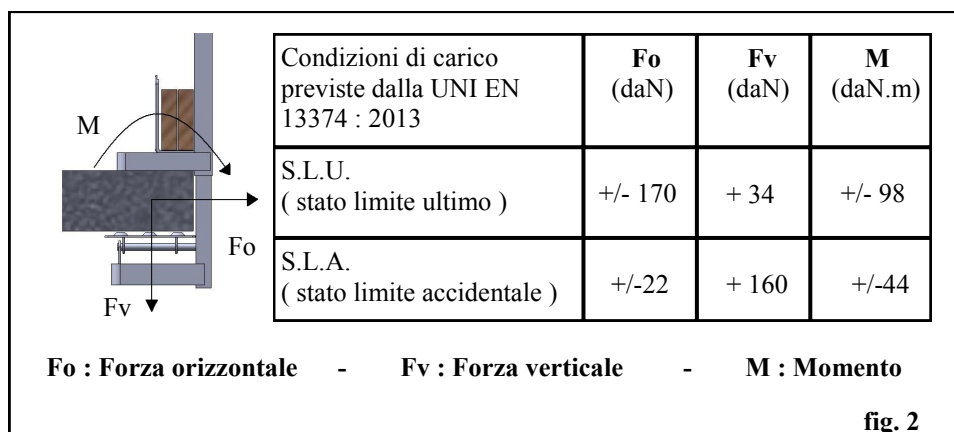 M
Fo
Fv
Condizioni di carico
previste dalla UNI EN
13374 : 2013
Fo
(daN)
Fv
(daN)
M
(daN.m)
S.L.U.
( stato limite ultimo )
+/- 170
+ 34
+/- 98
S.L.A.
( stato limite accidentale )
+/-22
+ 160
+/-44
Fo : Forza orizzontale - Fv : Forza verticale - M : Momento
fig. 2